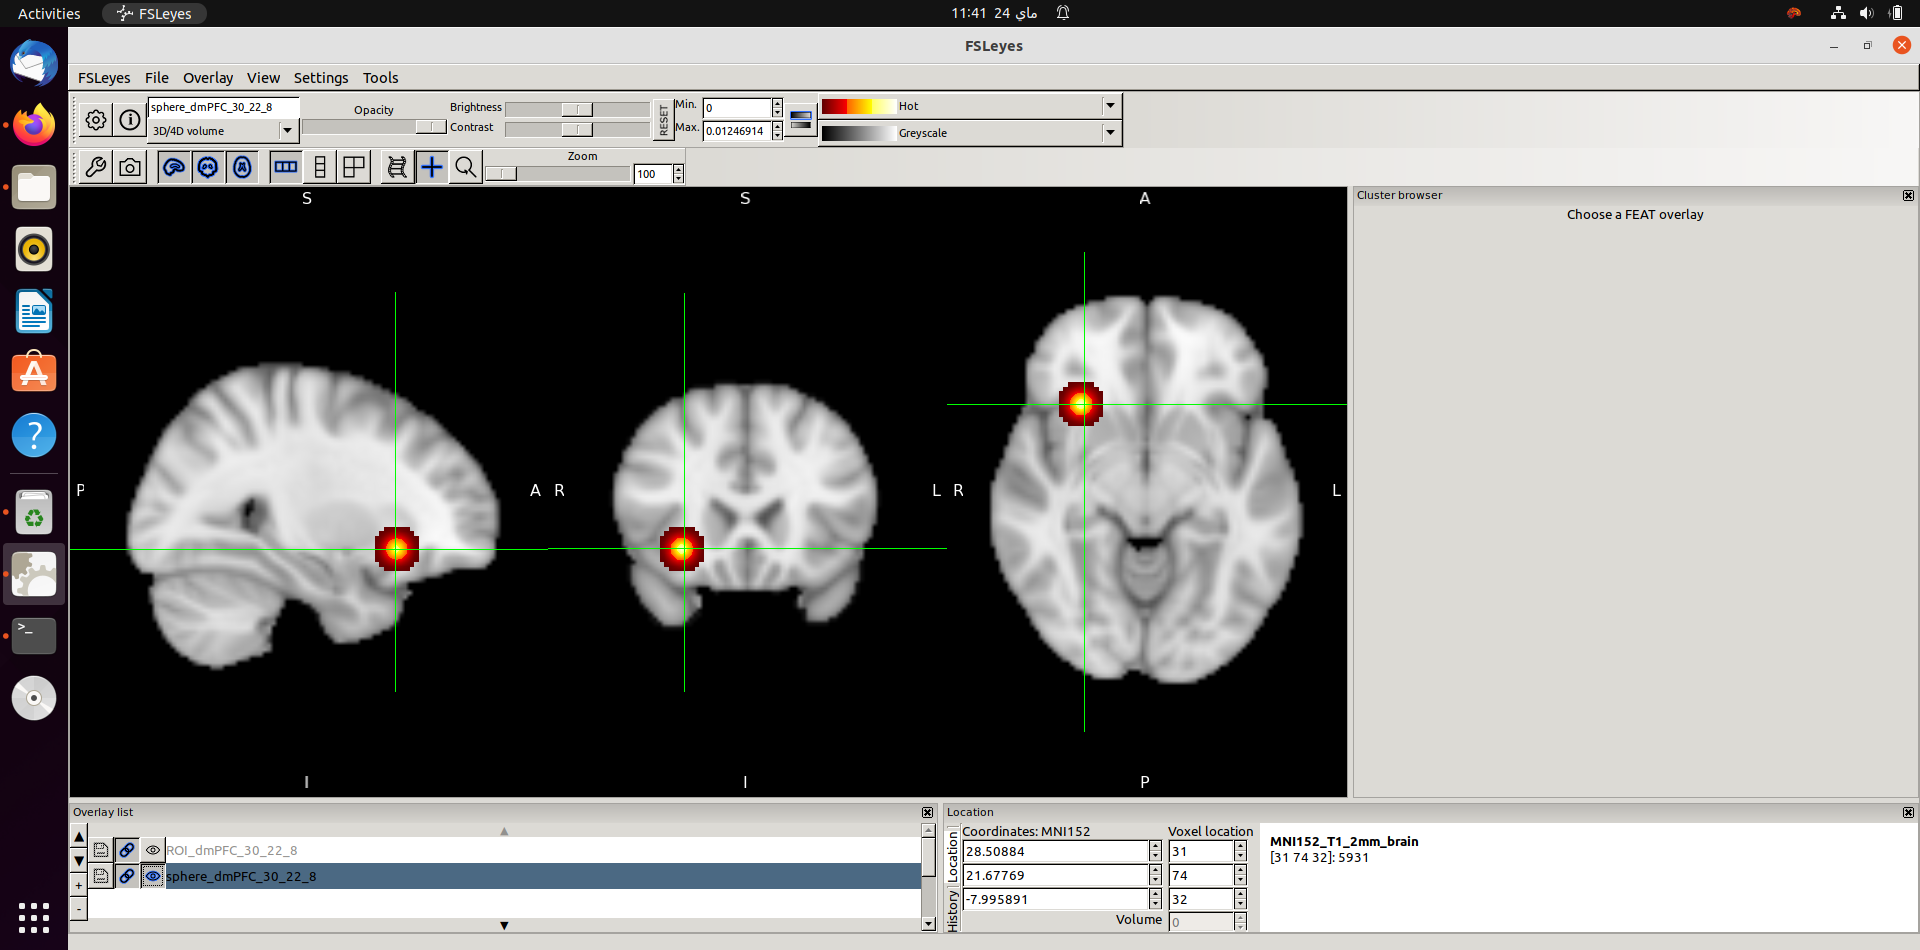 Activities FSLeyes 11:41 24 ماي
FSLeyes
FSLeyes File Overlay View Settings Tools
sphere_dmPFC_30_22_8
3D/4D volume
Opacity
Brightness
Contrast
RESET
Min. 0
Max. 0.01246914
Hot
Greyscale
Zoom
100
S S A
P A R L R L
I I P
Cluster browser
Choose a FEAT overlay
Overlay list
ROI_dmPFC_30_22_8
sphere_dmPFC_30_22_8
Location
Location
History
Coordinates: MNI152 Voxel location
28.50884 31
21.67769 74
-7.995891 32
Volume 0
MNI152_T1_2mm_brain
[31 74 32]: 5931